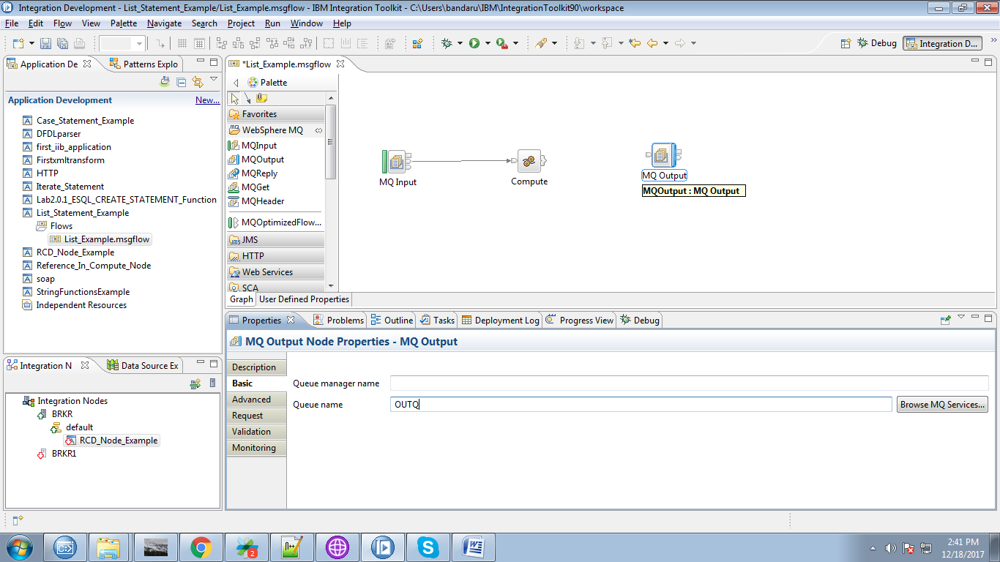 Integration Development - List_Statement_Example/List_Example.msgflow - IBM Integration Toolkit - C:\Users\bandaru\IBM\IntegrationToolkit90\workspace
File Edit Flow View Palette Navigate Search Project Run Window Help
Debug Integration D...
Application De
Patterns Explo
Application Development New...
Case_Statement_Example
DFDLparser
first_iib_application
Firstxmltransform
HTTP
Iterate_Statement
Lab2.0.1_ESQL_CREATE_STATEMENT_Function
List_Statement_Example
Flows
List_Example.msgflow
RCD_Node_Example
Reference_In_Compute_Node
soap
StringFunctionsExample
Independent Resources
Integration N
Data Source Ex
Integration Nodes
BRKR
default
RCD_Node_Example
BRKR1
*List_Example.msgflow
Palette
Favorites
WebSphere MQ
MQInput
MQOutput
MQReply
MQGet
MQHeader
MQOptimizedFlow...
JMS
HTTP
Web Services
SCA
MQ Input
Compute
MQ Output
MQOutput : MQ Output
Graph User Defined Properties
Properties Problems Outline Tasks Deployment Log Progress View Debug
MQ Output Node Properties - MQ Output
Description
Basic
Advanced
Request
Validation
Monitoring
Queue manager name
Queue name OUTQ Browse MQ Services...
2
2:41 PM
12/18/2017